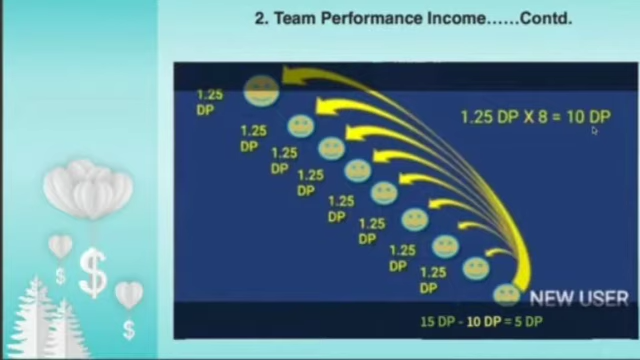 2. Team Performance Income......Contd.
1.25
DP
1.25 DP X 8 = 10 DP
1.25
DP
1.25
DP
1.25
DP
1.25
DP
1.25
DP
1.25
DP
1.25
DP
NEW USER
15 DP - 10 DP = 5 DP
$
$
$